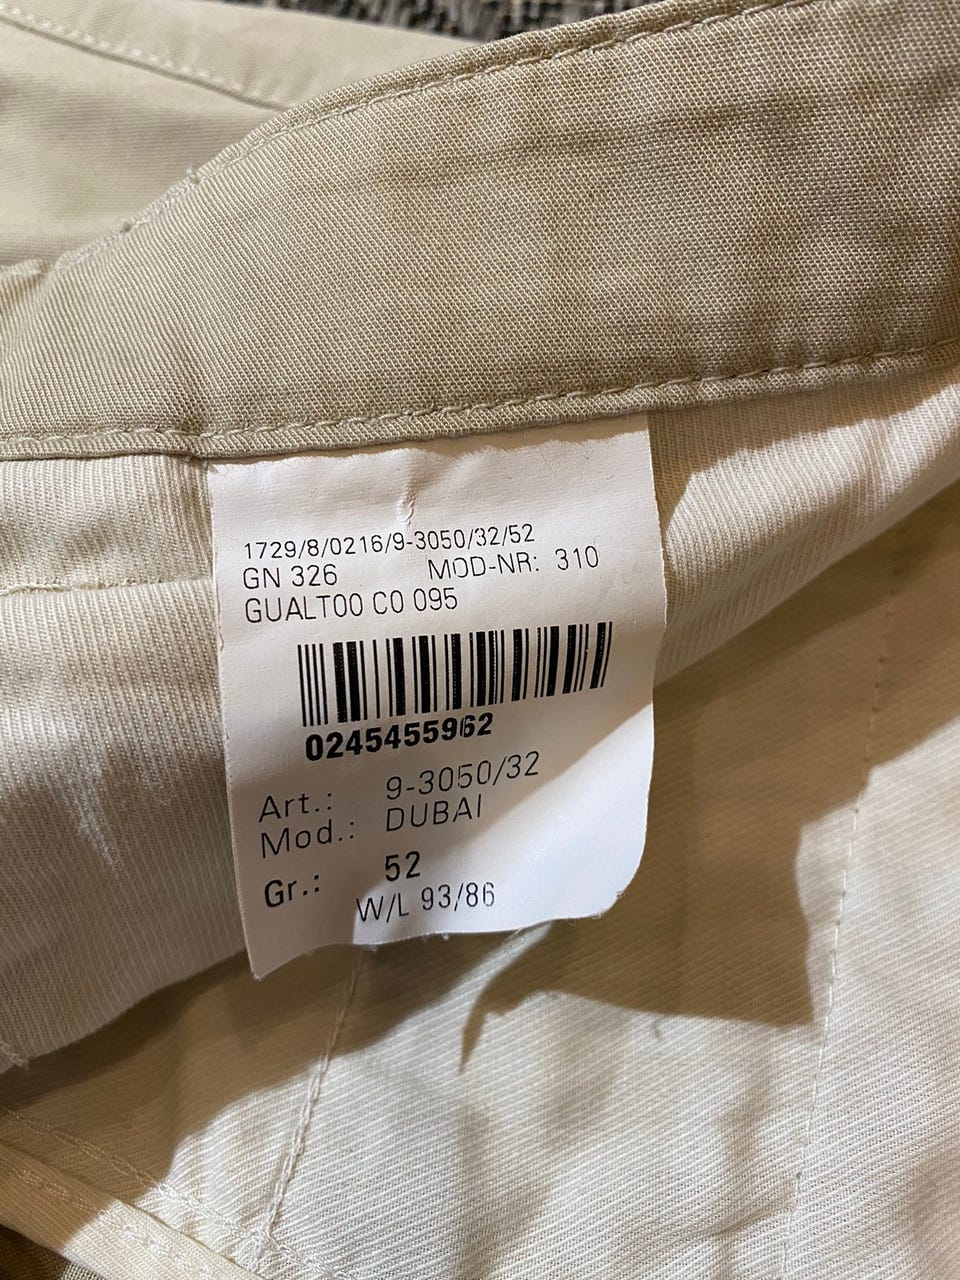 1729/8/0216/9-3050/32/52
GN 326 MOD-NR: 310
GUALT00 C0 095
0245455962
Art.: 9-3050/32
Mod.: DUBAI
Gr.: 52
W/L 93/86